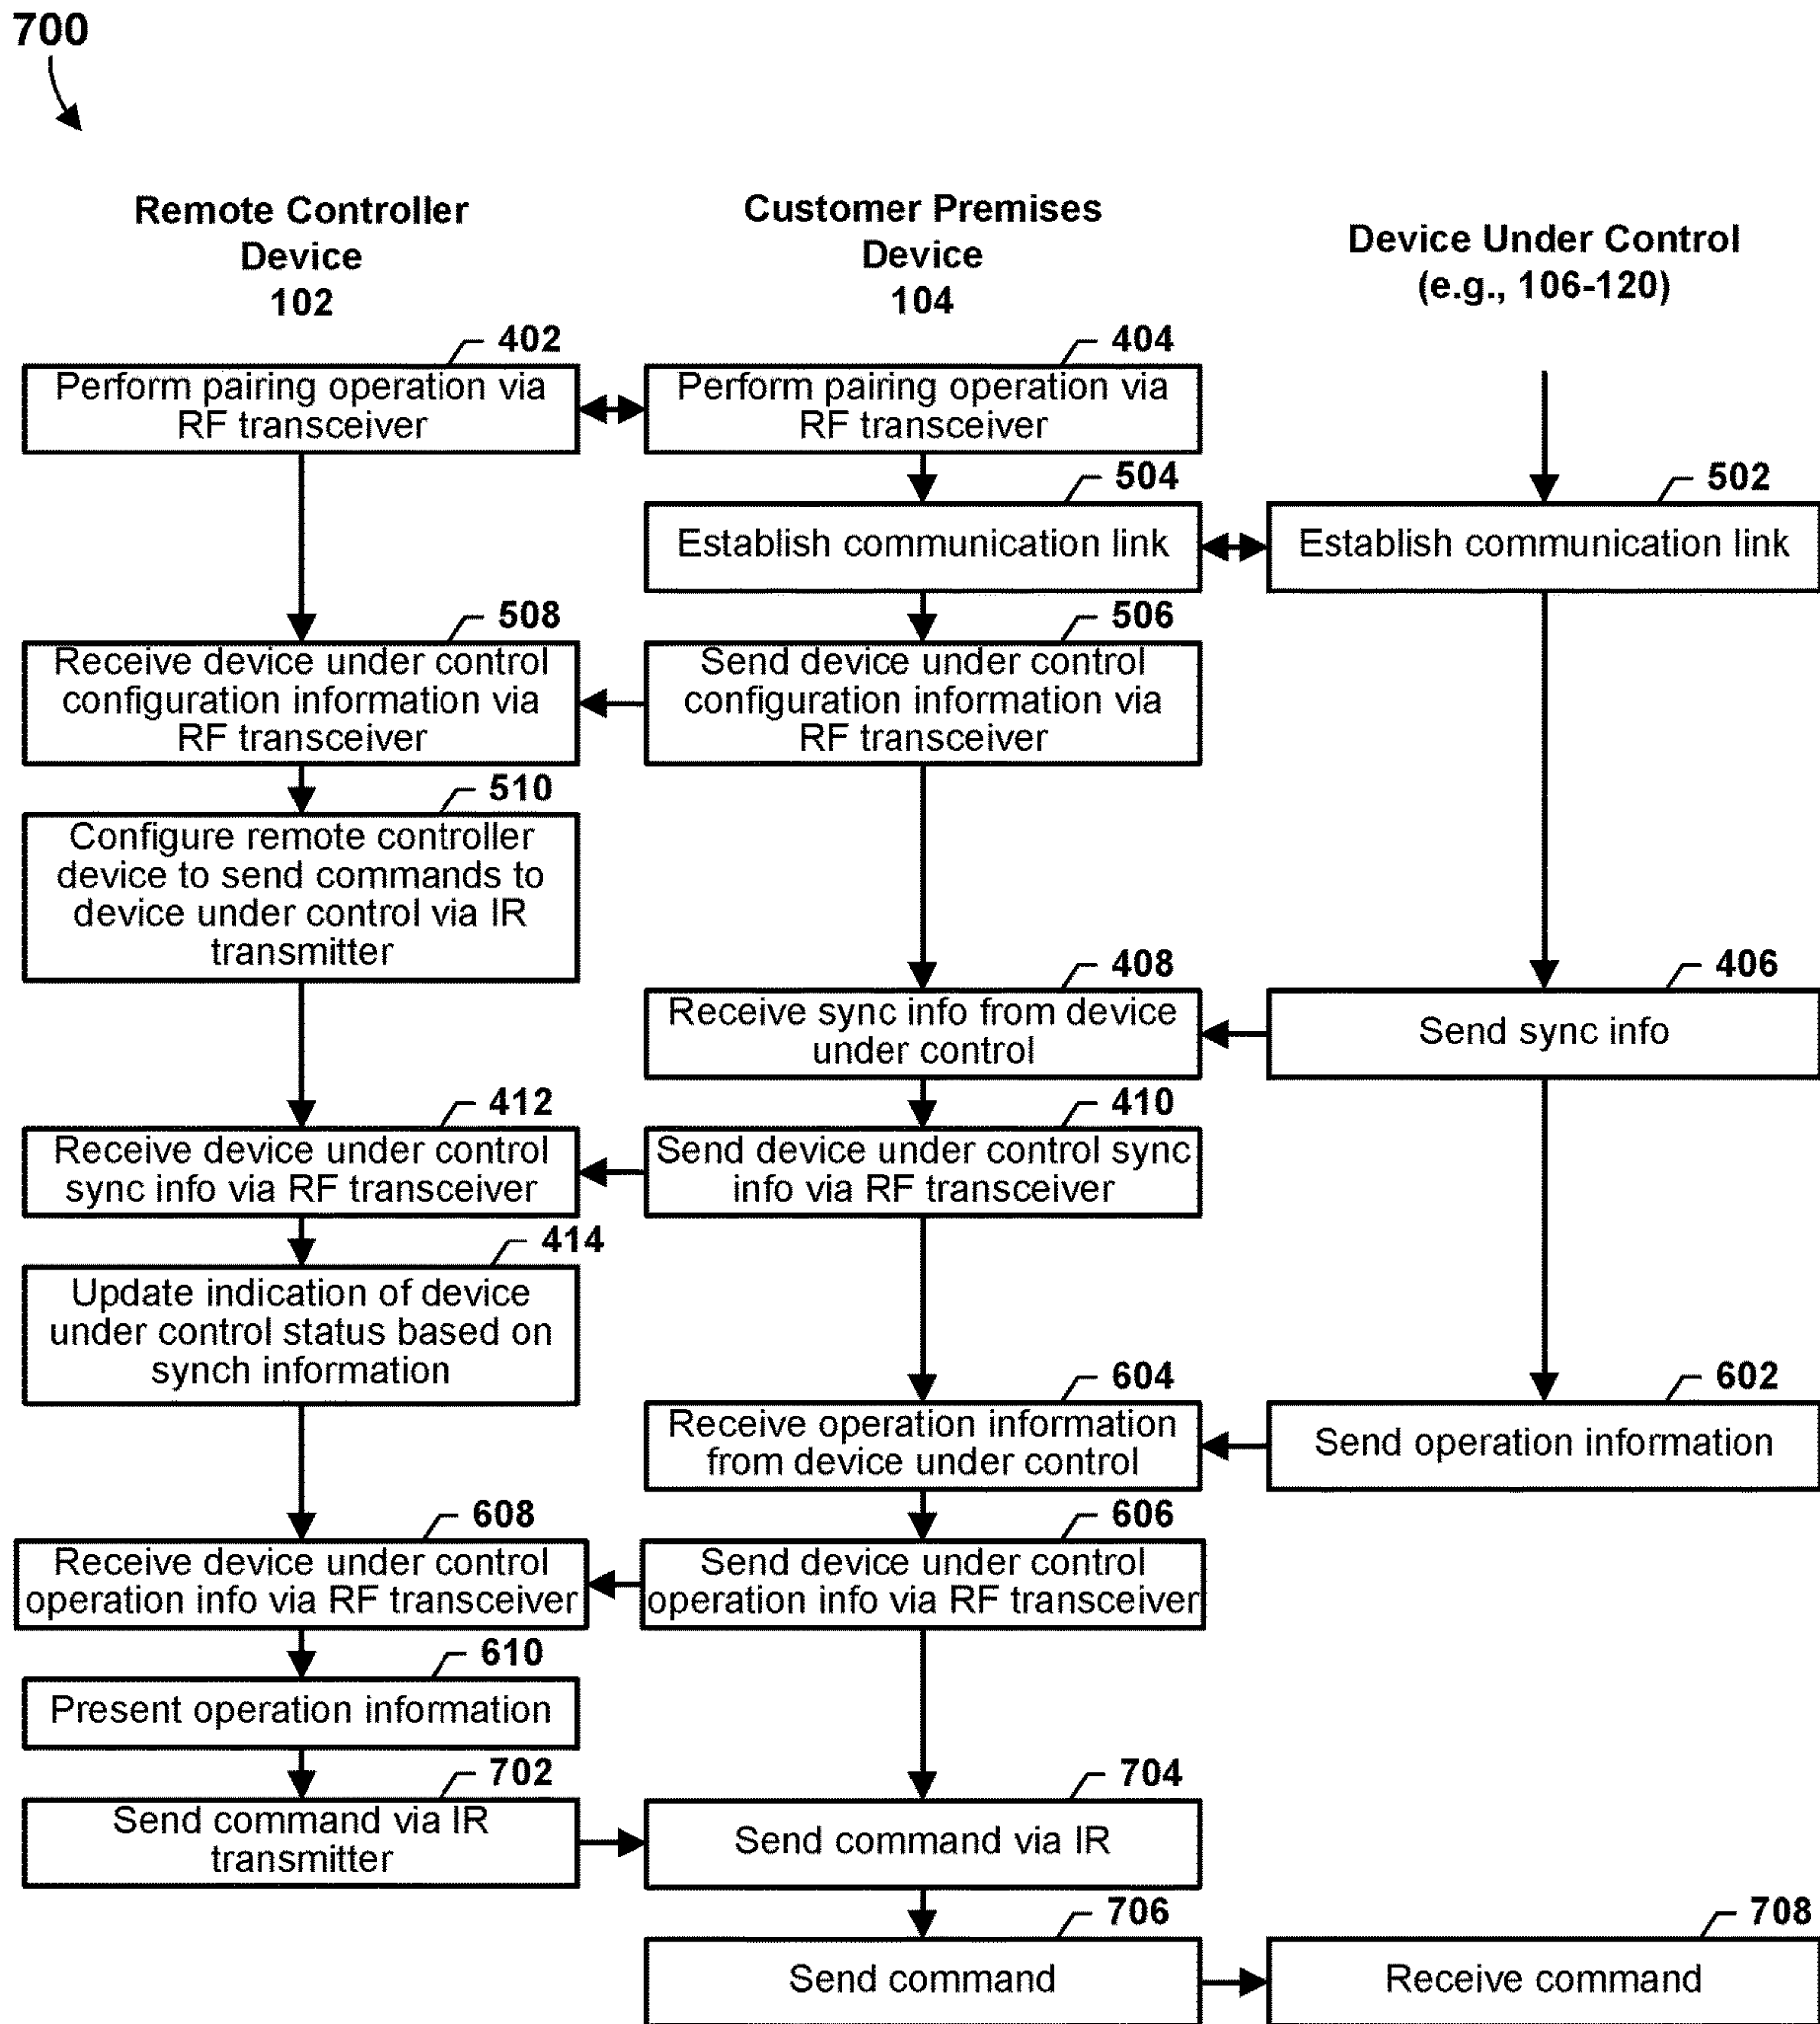 700
Remote Controller
Device
102
Customer Premises
Device
104
Device Under Control
(e.g., 106-120)
402
Perform pairing operation via
RF transceiver
404
Perform pairing operation via
RF transceiver
504
Establish communication link
502
Establish communication link
508
Receive device under control
configuration information via
RF transceiver
506
Send device under control
configuration information via
RF transceiver
510
Configure remote controller
device to send commands to
device under control via IR
transmitter
408
Receive sync info from device
under control
406
Send sync info
412
Receive device under control
sync info via RF transceiver
410
Send device under control sync
info via RF transceiver
414
Update indication of device
under control status based on
synch information
604
Receive operation information
from device under control
602
Send operation information
608
Receive device under control
operation info via RF transceiver
606
Send device under control
operation info via RF transceiver
610
Present operation information
702
Send command via IR
transmitter
704
Send command via IR
706
Send command
708
Receive command